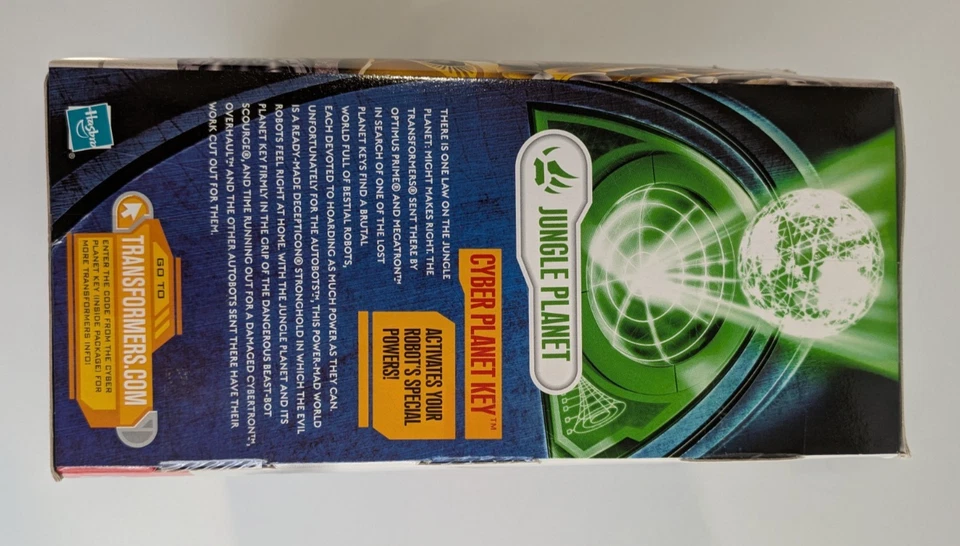 JUNGLE PLANET
CYBER PLANET KEY™
ACTIVATES YOUR
ROBOT'S SPECIAL
POWERS!
THERE IS ONE LAW ON THE JUNGLE
PLANET: MIGHT MAKES RIGHT. THE
TRANSFORMERS® SENT THERE BY
OPTIMUS PRIME® AND MEGATRON™
IN SEARCH OF ONE OF THE LOST
PLANET KEYS FIND A BRUTAL
WORLD FULL OF BESTIAL ROBOTS,
EACH DEVOTED TO HOARDING AS MUCH POWER AS THEY CAN.
UNFORTUNATELY FOR THE AUTOBOTS™, THIS POWER-MAD WORLD
IS A READY-MADE DECEPTICON® STRONGHOLD IN WHICH THE EVIL
ROBOTS FEEL RIGHT AT HOME. WITH THE JUNGLE PLANET AND ITS
PLANET KEY FIRMLY IN THE GRIP OF THE DANGEROUS BEAST-BOT
SCOURGE®, AND TIME RUNNING OUT FOR A DAMAGED CYBERTRON™,
OVERHAUL™ AND THE OTHER AUTOBOTS SENT THERE HAVE THEIR
WORK CUT OUT FOR THEM.
Hasbro
®
GO TO
TRANSFORMERS.COM
ENTER THE CODE FROM THE CYBER
PLANET KEY (INSIDE PACKAGE) FOR
MORE TRANSFORMERS INFO!